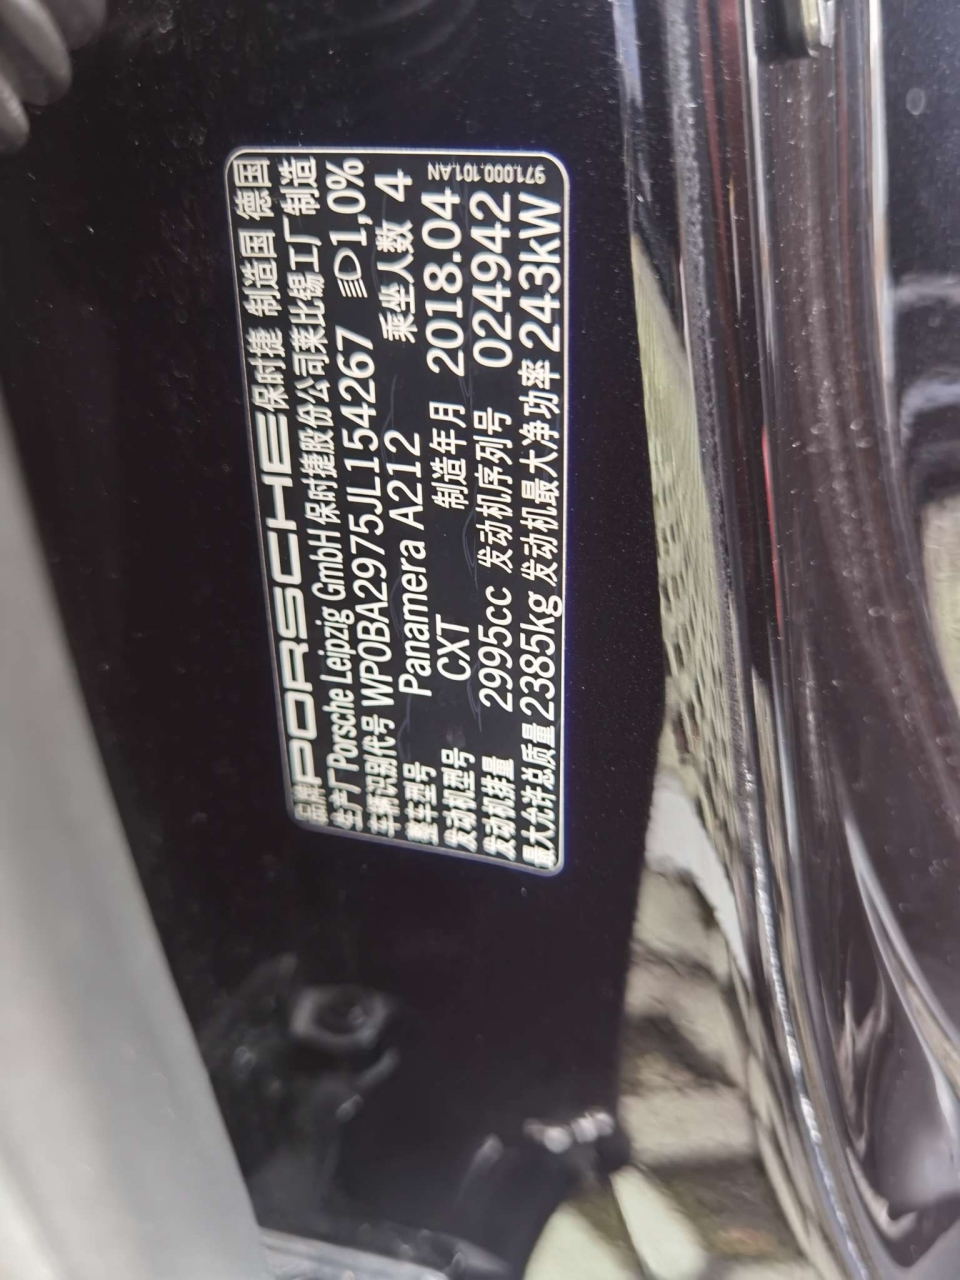 品牌 PORSCHE 保时捷 制造国 德国
生产厂 Porsche Leipzig GmbH 保时捷股份公司莱比锡工厂制造
车辆识别代号 WP0BA2975JL154267 1,0%
整车型号 Panamera A212 乘坐人数 4
发动机型号 CXT 制造年月 2018.04
发动机排量 2995cc 发动机序列号 024942
最大允许总质量 2385kg 发动机最大净功率 243kW
971.000.101.AN